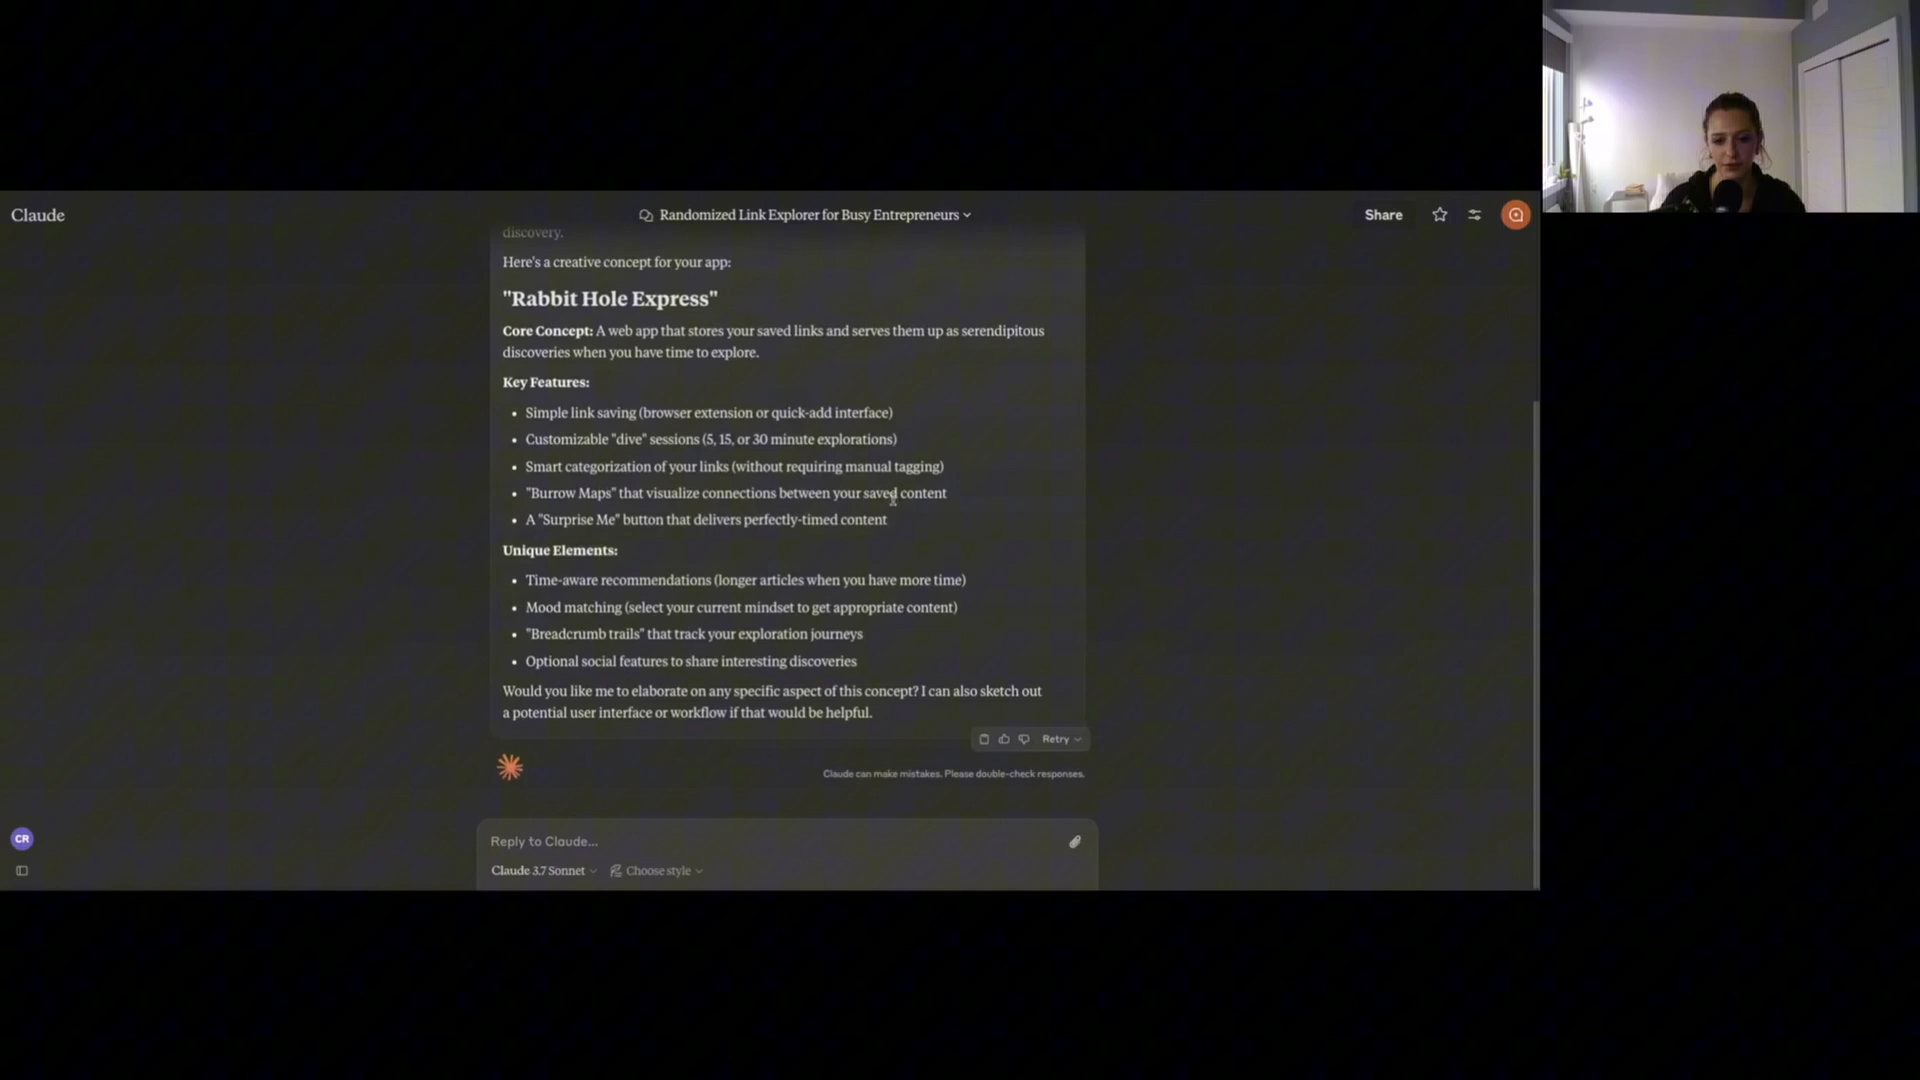 Claude
Randomized Link Explorer for Busy Entrepreneurs
Share
discovery.
Here's a creative concept for your app:
"Rabbit Hole Express"
Core Concept: A web app that stores your saved links and serves them up as serendipitous
discoveries when you have time to explore.
Key Features:
• Simple link saving (browser extension or quick-add interface)
• Customizable "dive" sessions (5, 15, or 30 minute explorations)
• Smart categorization of your links (without requiring manual tagging)
• "Burrow Maps" that visualize connections between your saved content
• A "Surprise Me" button that delivers perfectly-timed content
Unique Elements:
• Time-aware recommendations (longer articles when you have more time)
• Mood matching (select your current mindset to get appropriate content)
• "Breadcrumb trails" that track your exploration journeys
• Optional social features to share interesting discoveries
Would you like me to elaborate on any specific aspect of this concept? I can also sketch out
a potential user interface or workflow if that would be helpful.
Retry
Claude can make mistakes. Please double-check responses.
CR
Reply to Claude...
Claude 3.7 Sonnet
Choose style